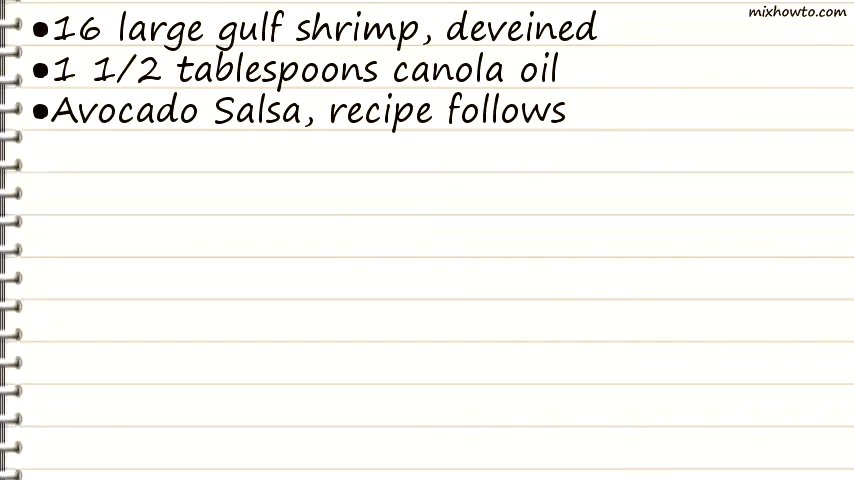 mixhowto.com
•16 large gulf shrimp, deveined
•1 1/2 tablespoons canola oil
•Avocado Salsa, recipe follows